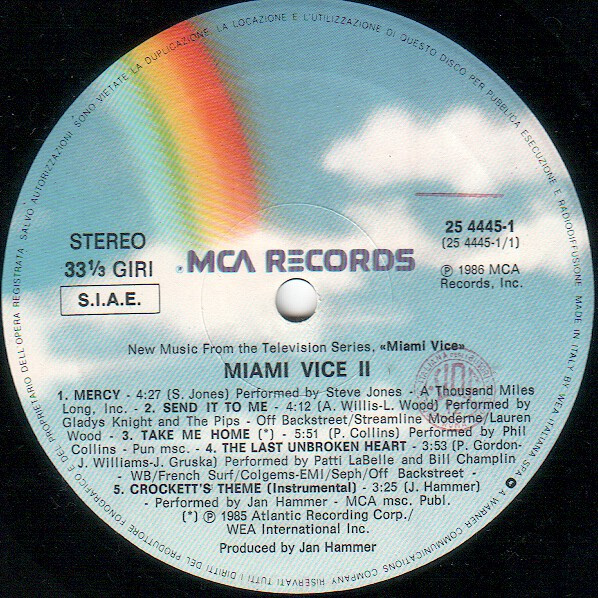 SONO VIETATE LA DUPLICAZIONE LA LOCAZIONE E L'UTILIZZAZIONE DI QUESTO DISCO PER PUBBLICA ESECUZIONE E RADIODIFFUSIONE MADE IN ITALY BY WEA ITALIANA SPA
A WARNER COMMUNICATIONS COMPANY RISERVATI TUTTI I DIRITTI DEL PRODUTTORE FONOGRAFICO E DEL PROPRIETARIO DELL'OPERA REGISTRATA SALVO AUTORIZZAZIONI
STEREO
33⅓ GIRI
S.I.A.E.
MCA RECORDS
25 4445-1
(25 4445-1/1)
℗ 1986 MCA
Records, Inc.
New Music From the Television Series, «Miami Vice»
MIAMI VICE II
1. MERCY - 4:27 (S. Jones) Performed by Steve Jones - A Thousand Miles
Long, Inc. - 2. SEND IT TO ME - 4:12 (A. Willis-L. Wood) Performed by
Gladys Knight and The Pips - Off Backstreet/Streamline Moderne/Lauren
Wood - 3. TAKE ME HOME (*) - 5:51 (P. Collins) Performed by Phil
Collins - Pun msc. - 4. THE LAST UNBROKEN HEART - 3:53 (P. Gordon-
J. Williams-J. Gruska) Performed by Patti LaBelle and Bill Champlin
- WB/French Surf/Colgems-EMI/Seph/Off Backstreet -
5. CROCKETT'S THEME (Instrumental) - 3:25 (J. Hammer)
- Performed by Jan Hammer - MCA msc. Publ.
(*) ℗ 1985 Atlantic Recording Corp./
WEA International Inc.
Produced by Jan Hammer